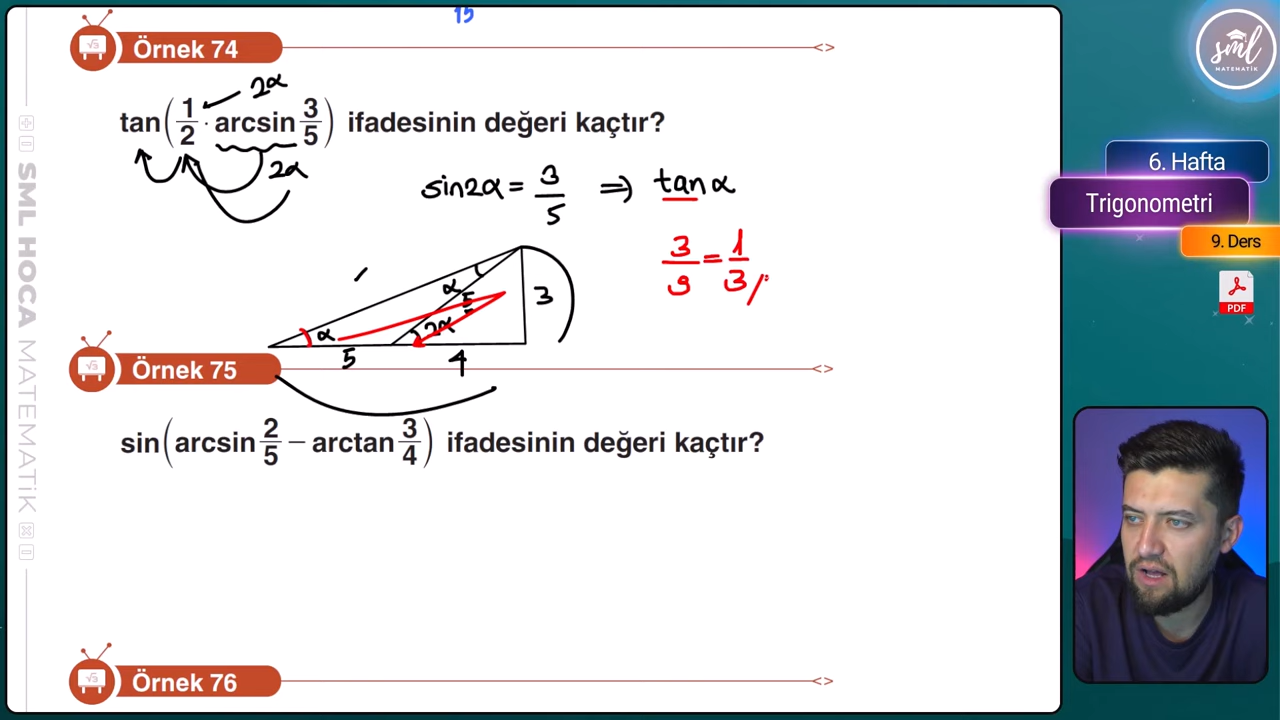 15
Örnek 74
2α
tan(1/2 · arcsin 3/5) ifadesinin değeri kaçtır?
2α
sin2α = 3/5 ⇒ tanα
3/9 = 1/3
α
5
3
α
2α
5
4
Örnek 75
sin(arcsin 2/5 − arctan 3/4) ifadesinin değeri kaçtır?
Örnek 76
SML HOCA MATEMATİK
sml
MATEMATİK
6. Hafta
Trigonometri
9. Ders
PDF